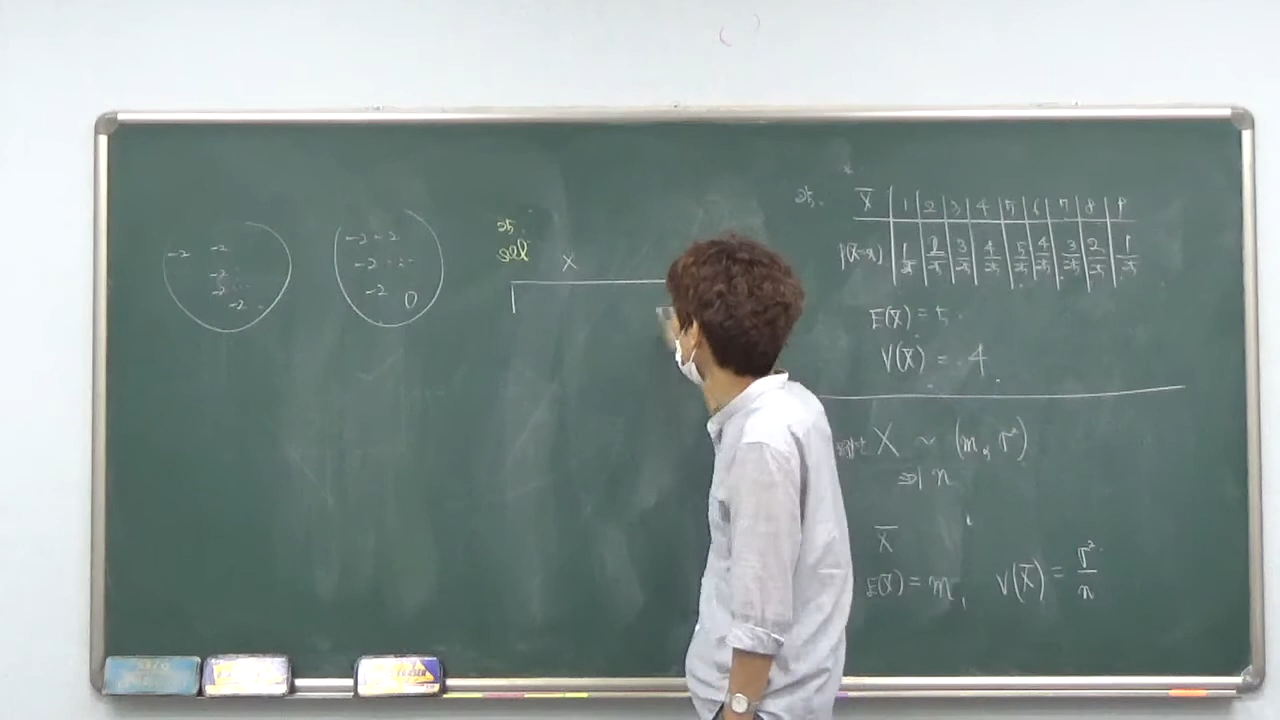 -2 -2
-2
-2
-2
-2 -2
-2
-2 0
25.
X
25. X̄ 1 2 3 4 5 6 7 8 9
P(X̄=x) 1/25 2/25 3/25 4/25 5/25 4/25 3/25 2/25 1/25
E(X̄) = 5.
V(X̄) = 4.
X ~ (m, σ²)
n
X̄
E(X̄) = m, V(X̄) = σ²/n